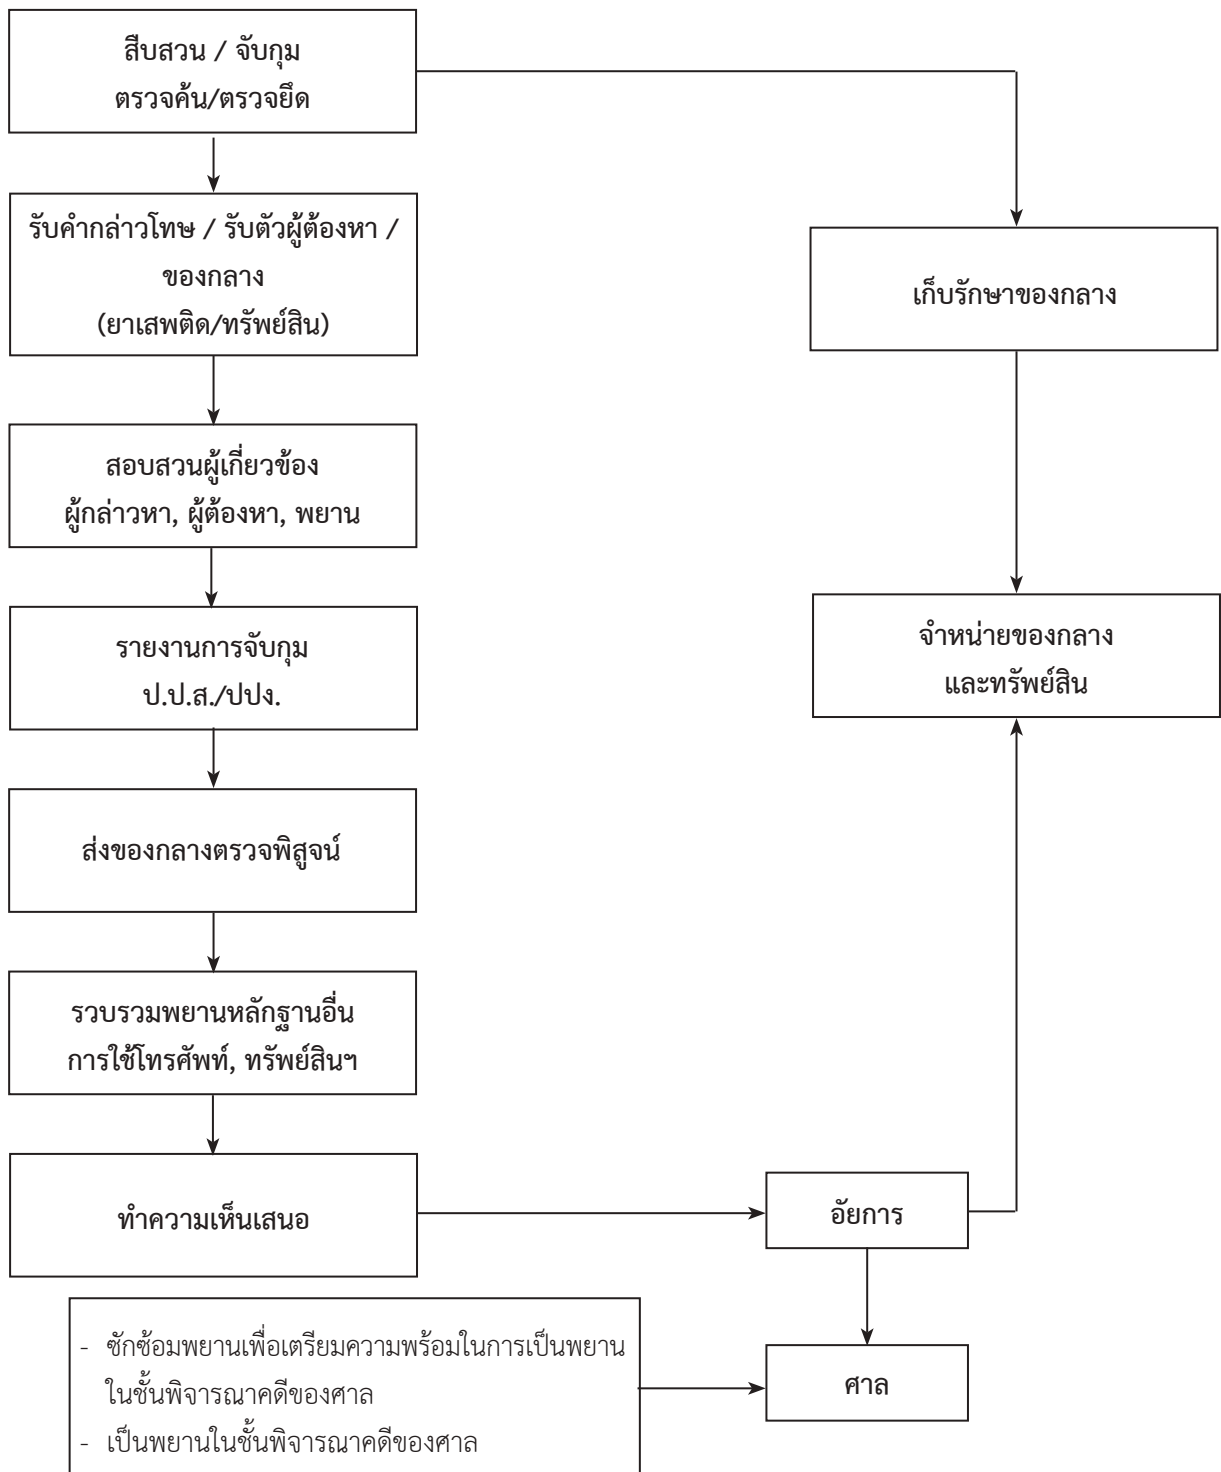 สืบสวน / จับกุม
ตรวจค้น/ตรวจยึด
รับคำกล่าวโทษ / รับตัวผู้ต้องหา /
ของกลาง
(ยาเสพติด/ทรัพย์สิน)
เก็บรักษาของกลาง
สอบสวนผู้เกี่ยวข้อง
ผู้กล่าวหา, ผู้ต้องหา, พยาน
รายงานการจับกุม
ป.ป.ส./ปปง.
จำหน่ายของกลาง
และทรัพย์สิน
ส่งของกลางตรวจพิสูจน์
รวบรวมพยานหลักฐานอื่น
การใช้โทรศัพท์, ทรัพย์สินฯ
ทำความเห็นเสนอ
อัยการ
- ซักซ้อมพยานเพื่อเตรียมความพร้อมในการเป็นพยาน
ในชั้นพิจารณาคดีของศาล
- เป็นพยานในชั้นพิจารณาคดีของศาล
ศาล